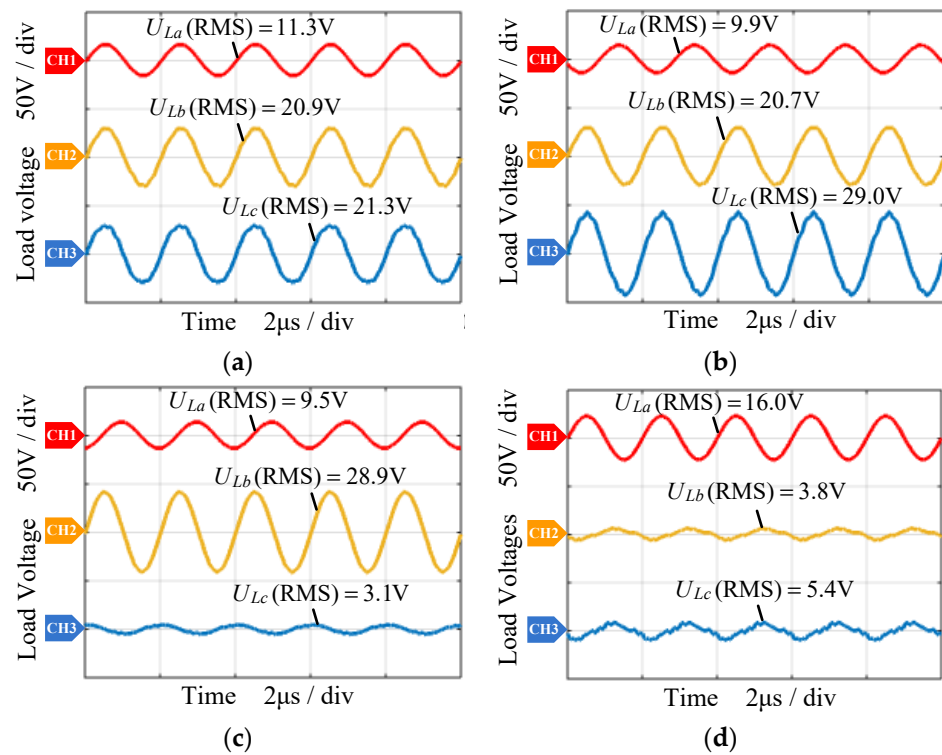 50V / div
Load voltage
CH1
CH2
CH3
U_La(RMS) = 11.3V
U_Lb(RMS) = 20.9V
U_Lc(RMS) = 21.3V
Time 2μs / div
(a)
50V / div
Load Voltage
CH1
CH2
CH3
U_La(RMS) = 9.9V
U_Lb(RMS) = 20.7V
U_Lc(RMS) = 29.0V
Time 2μs / div
(b)
50V / div
Load Voltage
CH1
CH2
CH3
U_La(RMS) = 9.5V
U_Lb(RMS) = 28.9V
U_Lc(RMS) = 3.1V
Time 2μs / div
(c)
50V / div
Load Voltages
CH1
CH2
CH3
U_La(RMS) = 16.0V
U_Lb(RMS) = 3.8V
U_Lc(RMS) = 5.4V
Time 2μs / div
(d)